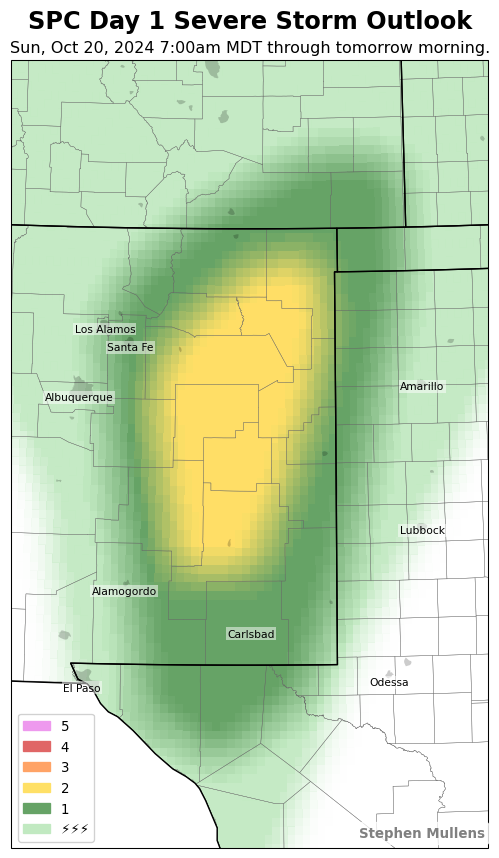 SPC Day 1 Severe Storm Outlook
Sun, Oct 20, 2024 7:00am MDT through tomorrow morning.
Los Alamos
Santa Fe
Albuquerque
Amarillo
Lubbock
Alamogordo
Carlsbad
El Paso
Odessa
5
4
3
2
1
⚡⚡⚡
Stephen Mullens